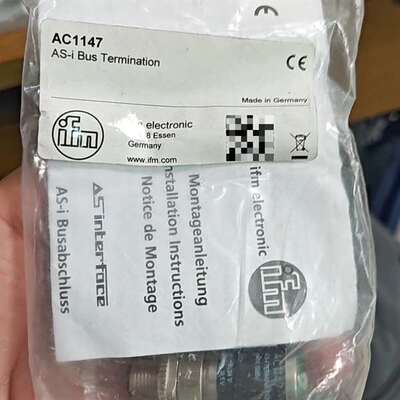 AC1147
AS-i Bus Termination
CE
Made in Germany
ifm
electronic
Essen
Germany
www.ifm.com
ifm electronic
ifm
Montageanleitung
Installation Instructions
Notice de Montage
AS interface
AS-i Busabschluss